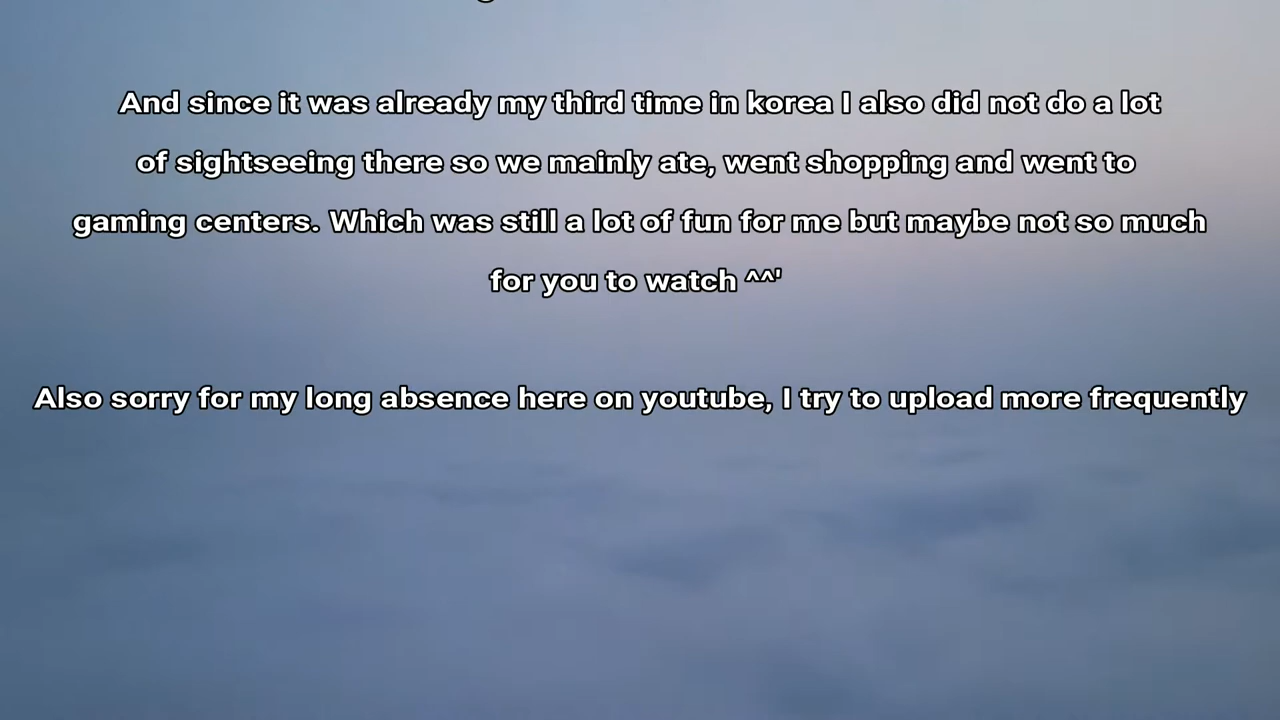 And since it was already my third time in korea I also did not do a lot
of sightseeing there so we mainly ate, went shopping and went to
gaming centers. Which was still a lot of fun for me but maybe not so much
for you to watch ^^'
Also sorry for my long absence here on youtube, I try to upload more frequently